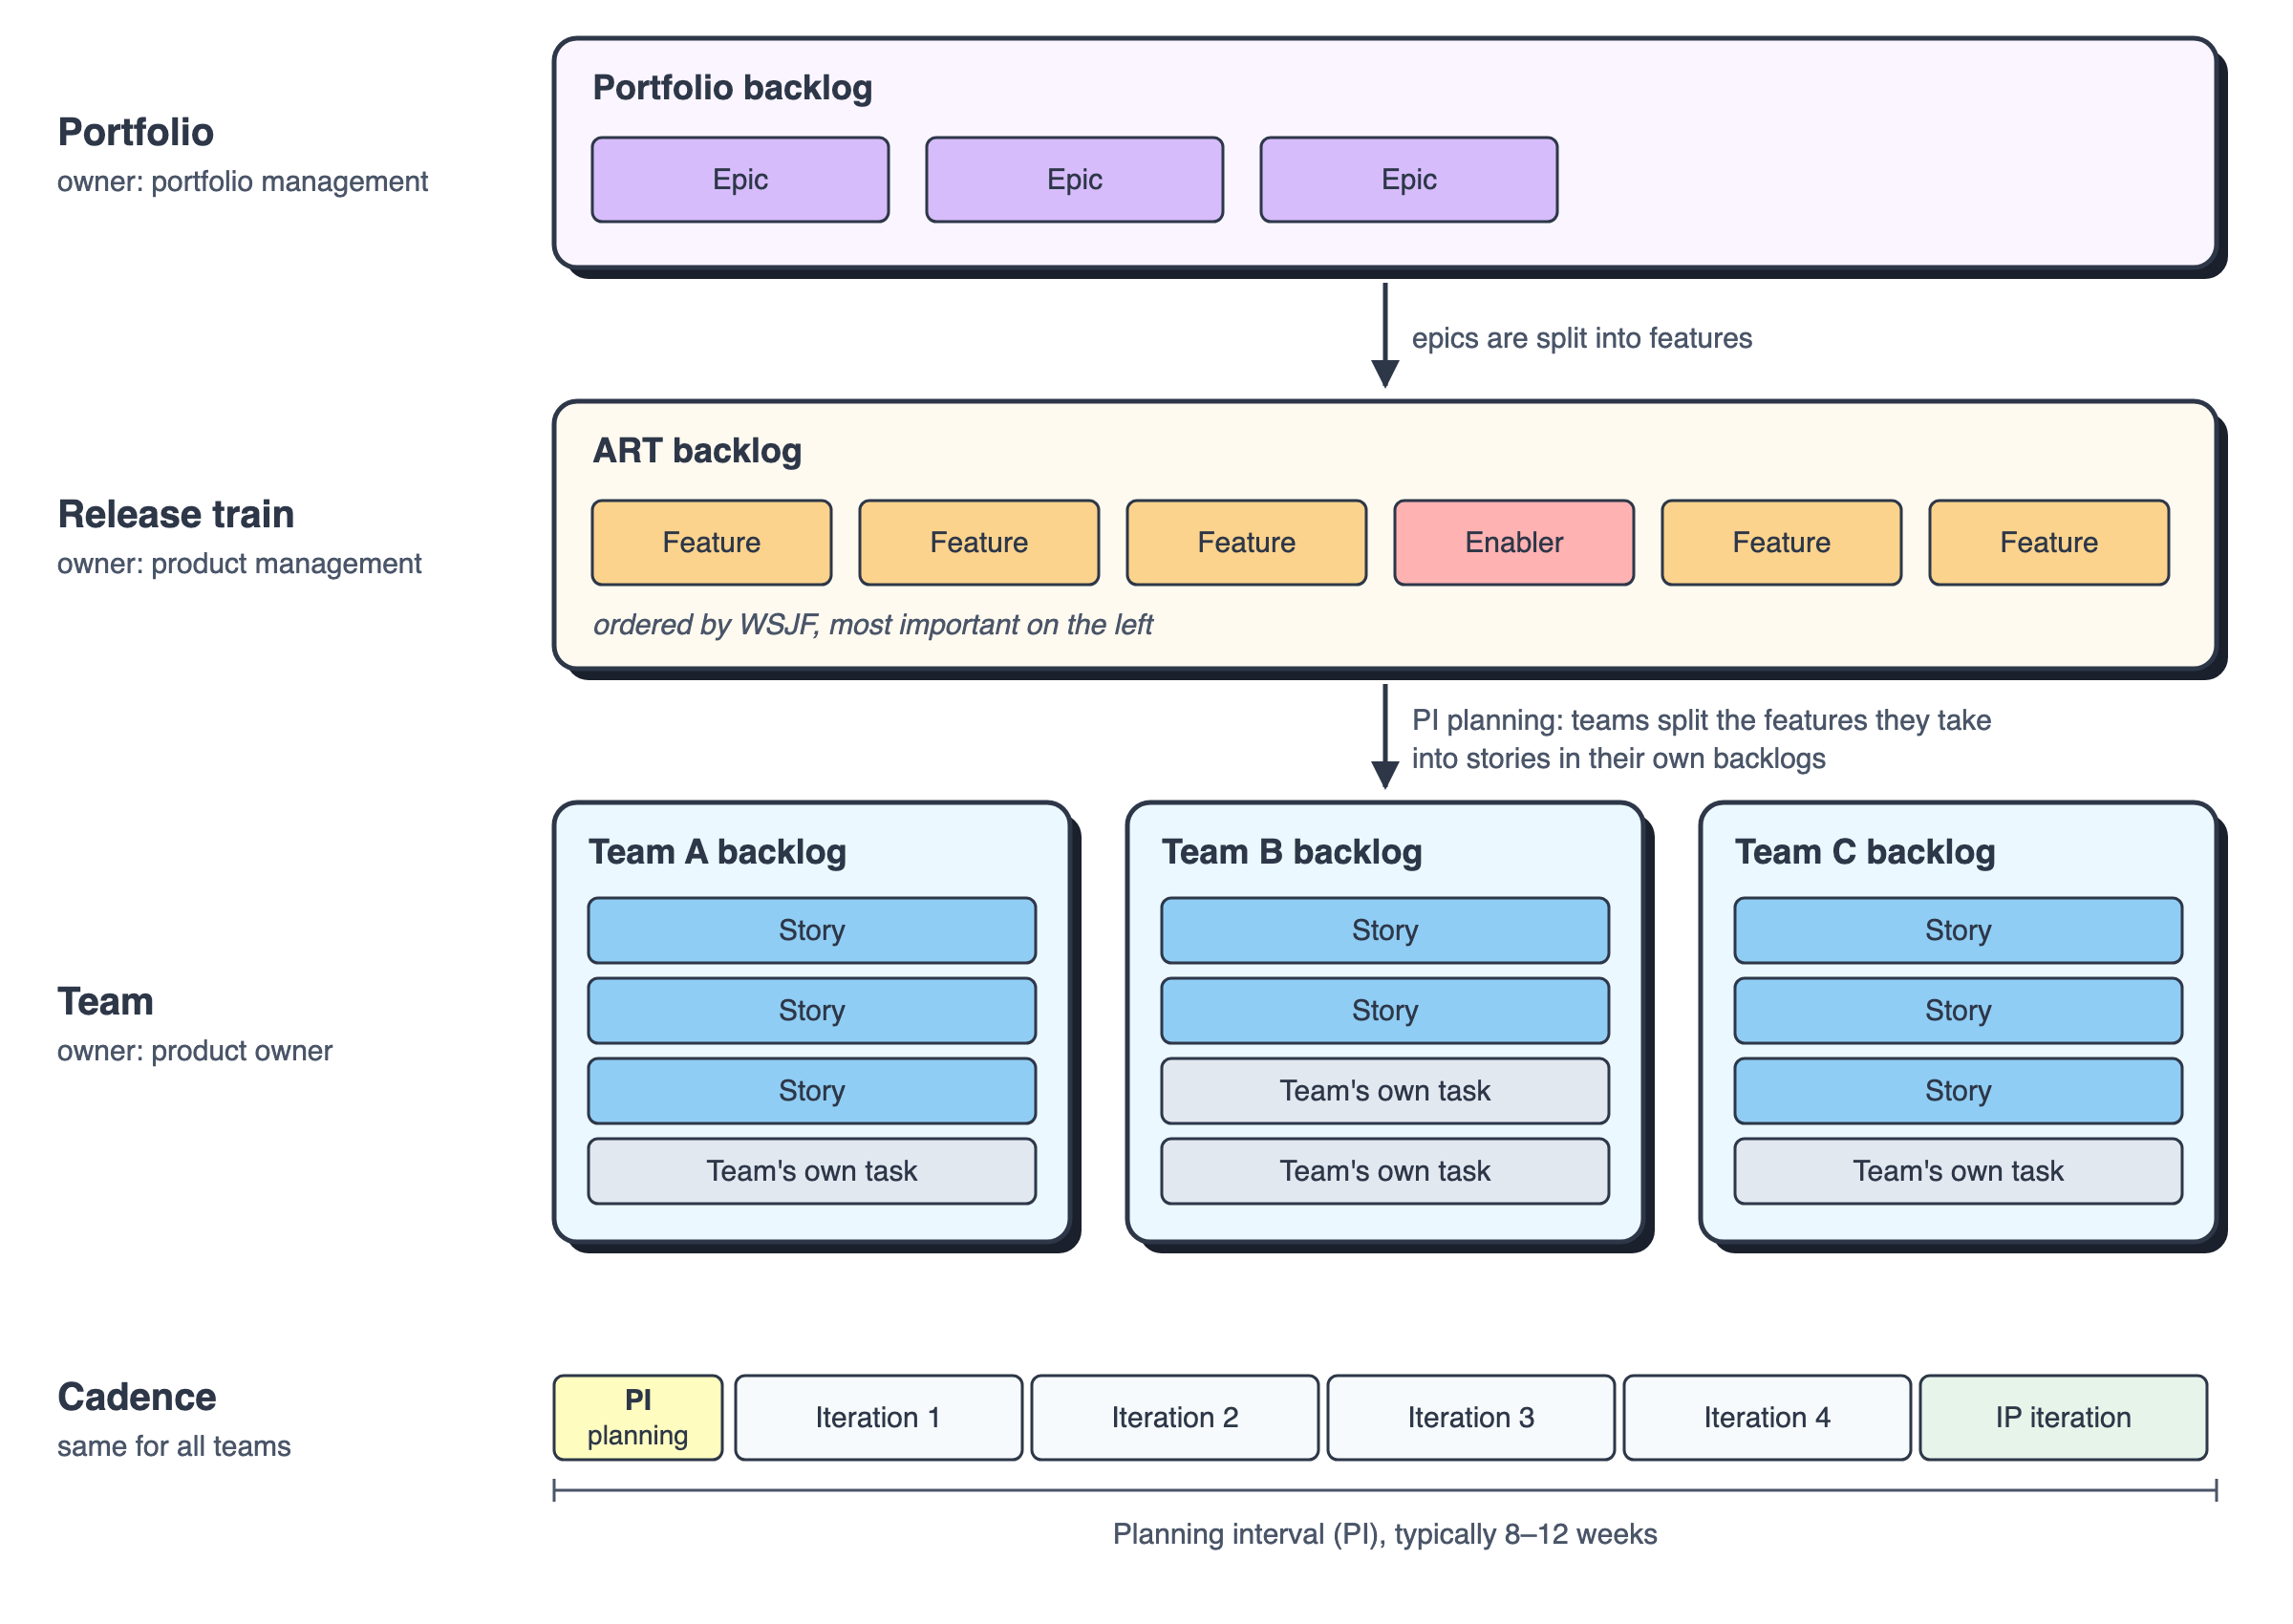 Portfolio backlog
Portfolio
owner: portfolio management
Epic
Epic
Epic
epics are split into features
ART backlog
Release train
owner: product management
Feature
Feature
Feature
Enabler
Feature
Feature
ordered by WSJF, most important on the left
PI planning: teams split the features they take
into stories in their own backlogs
Team
owner: product owner
Team A backlog
Story
Story
Story
Team's own task
Team B backlog
Story
Story
Team's own task
Team's own task
Team C backlog
Story
Story
Story
Team's own task
Cadence
same for all teams
PI
planning
Iteration 1
Iteration 2
Iteration 3
Iteration 4
IP iteration
Planning interval (PI), typically 8–12 weeks